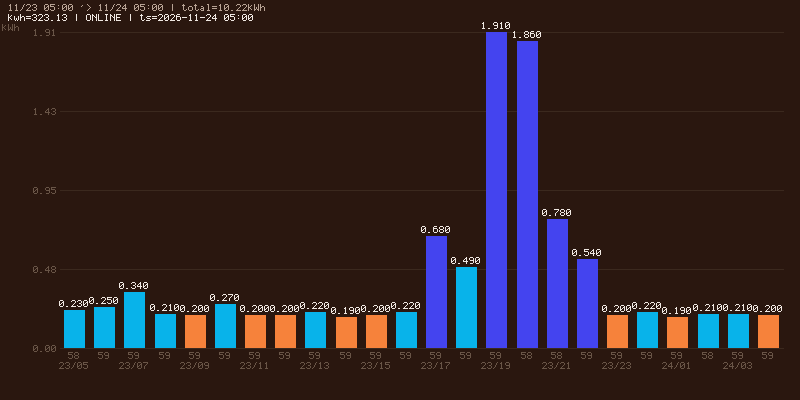 11/23 05:00 -> 11/24 05:00 | total=10.22KWh
Kwh=323.13 | ONLINE | ts=2026-11-24 05:00
KWh
1.91
1.43
0.95
0.48
0.00
0.230 0.250 0.340 0.210 0.200 0.270 0.200 0.200 0.220 0.190 0.200 0.220 0.680 0.490 1.910 1.860 0.780 0.540 0.200 0.220 0.190 0.210 0.210 0.200
58 59 59 59 59 59 59 59 59 59 59 59 59 59 59 58 58 59 59 59 59 58 59 59
23/05 23/07 23/09 23/11 23/13 23/15 23/17 23/19 23/21 23/23 24/01 24/03